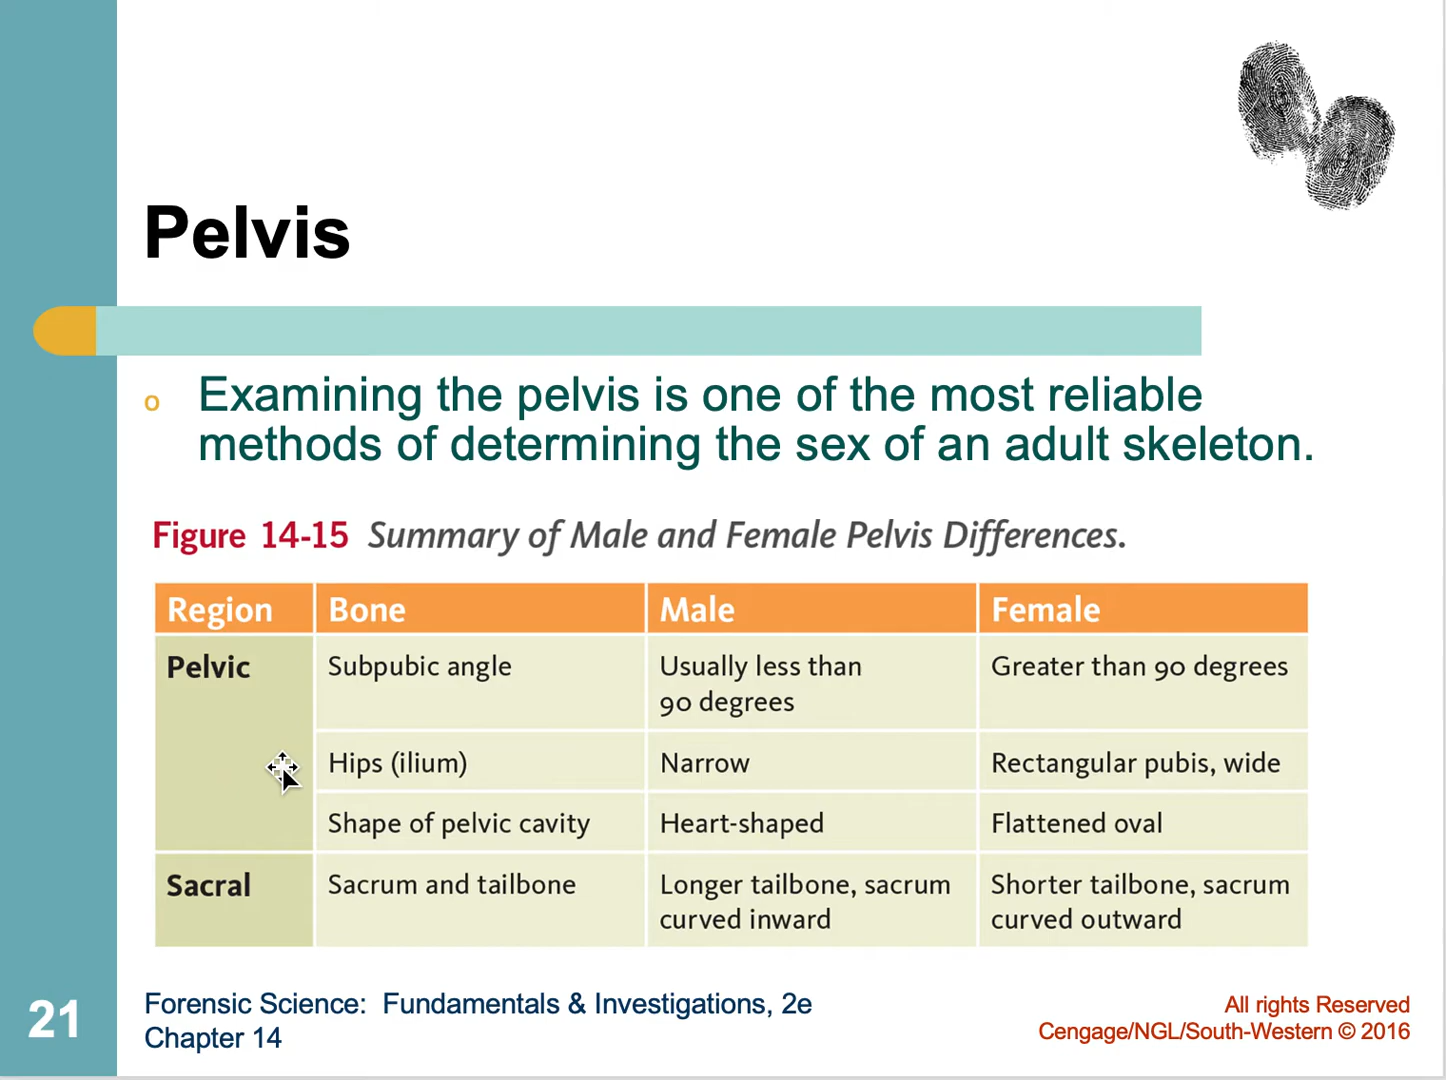 Pelvis
o Examining the pelvis is one of the most reliable
methods of determining the sex of an adult skeleton.
Figure 14-15 Summary of Male and Female Pelvis Differences.
Region Bone Male Female
Pelvic Subpubic angle Usually less than Greater than 90 degrees
90 degrees
Hips (ilium) Narrow Rectangular pubis, wide
Shape of pelvic cavity Heart-shaped Flattened oval
Sacral Sacrum and tailbone Longer tailbone, sacrum Shorter tailbone, sacrum
curved inward curved outward
21
Forensic Science: Fundamentals & Investigations, 2e
Chapter 14
All rights Reserved
Cengage/NGL/South-Western © 2016